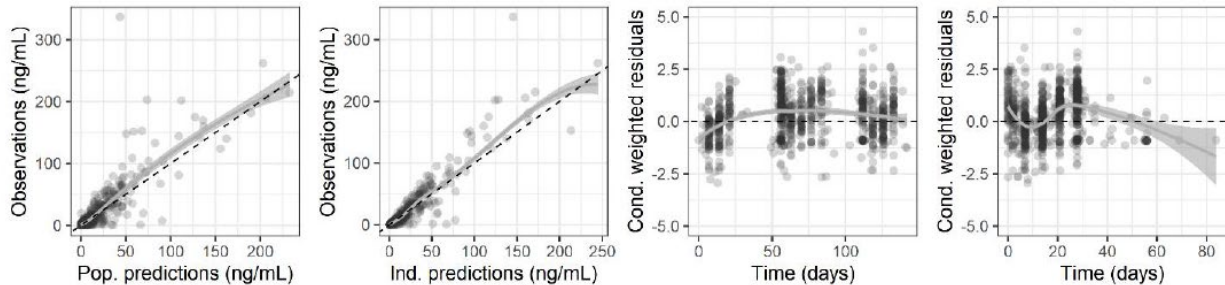 Observations (ng/mL)
300
200
100
0
0 50 100 150 200
Pop. predictions (ng/mL)
Observations (ng/mL)
300
200
100
0
0 50 100 150 200 250
Ind. predictions (ng/mL)
Cond. weighted residuals
5.0
2.5
0.0
-2.5
-5.0
0 50 100
Time (days)
Cond. weighted residuals
5.0
2.5
0.0
-2.5
-5.0
0 20 40 60 80
Time (days)